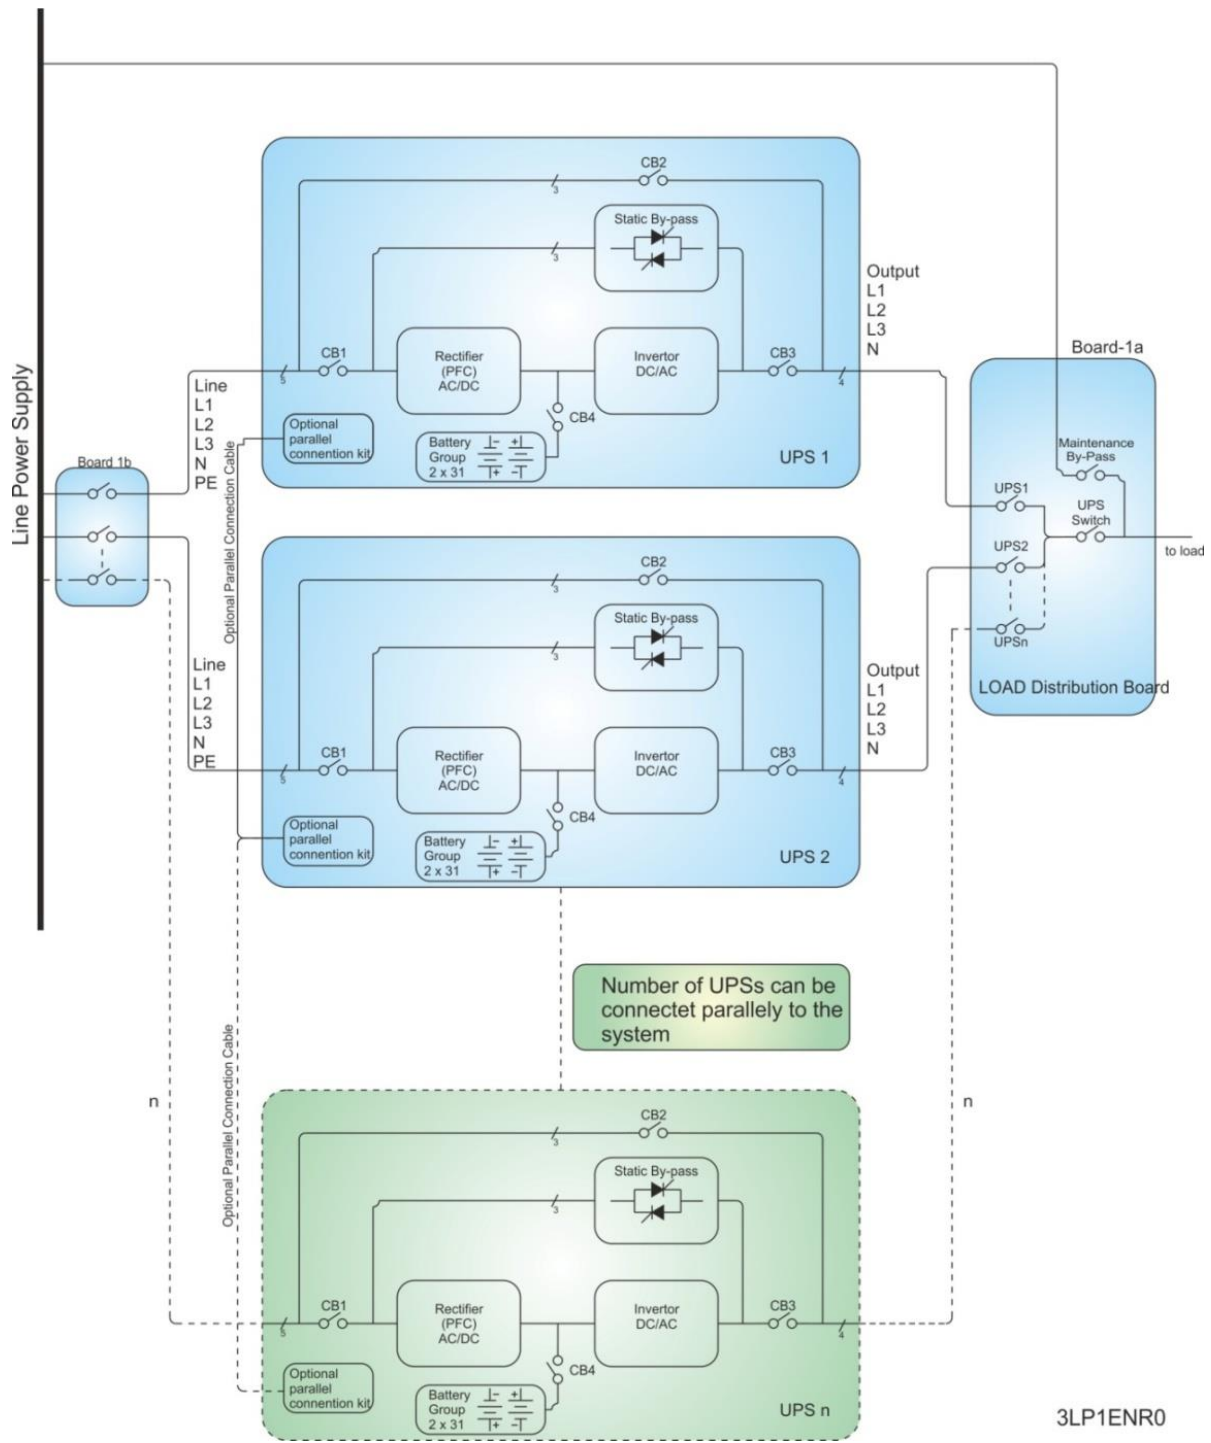 Line Power Supply
Board 1b
Line
L1
L2
L3
N
PE
CB2
3
Static By-pass
3
CB1
5
Rectifier
(PFC)
AC/DC
Invertor
DC/AC
CB3
4
CB4
Optional
parallel
connention kit
Battery
Group
2 x 31
UPS 1
Output
L1
L2
L3
N
Optional Parallel Connection Cable
Board-1a
Maintenance
By-Pass
UPS1
UPS
Switch
UPS2
UPSn
to load
LOAD Distribution Board
Line
L1
L2
L3
N
PE
CB2
3
Static By-pass
3
CB1
5
Rectifier
(PFC)
AC/DC
Invertor
DC/AC
CB3
4
CB4
Optional
parallel
connention kit
Battery
Group
2 x 31
UPS 2
Output
L1
L2
L3
N
Number of UPSs can be
connectet parallely to the
system
Optional Parallel Connection Cable
n
n
CB2
3
Static By-pass
3
CB1
5
Rectifier
(PFC)
AC/DC
Invertor
DC/AC
CB3
4
CB4
Optional
parallel
connention kit
Battery
Group
2 x 31
UPS n
3LP1ENR0